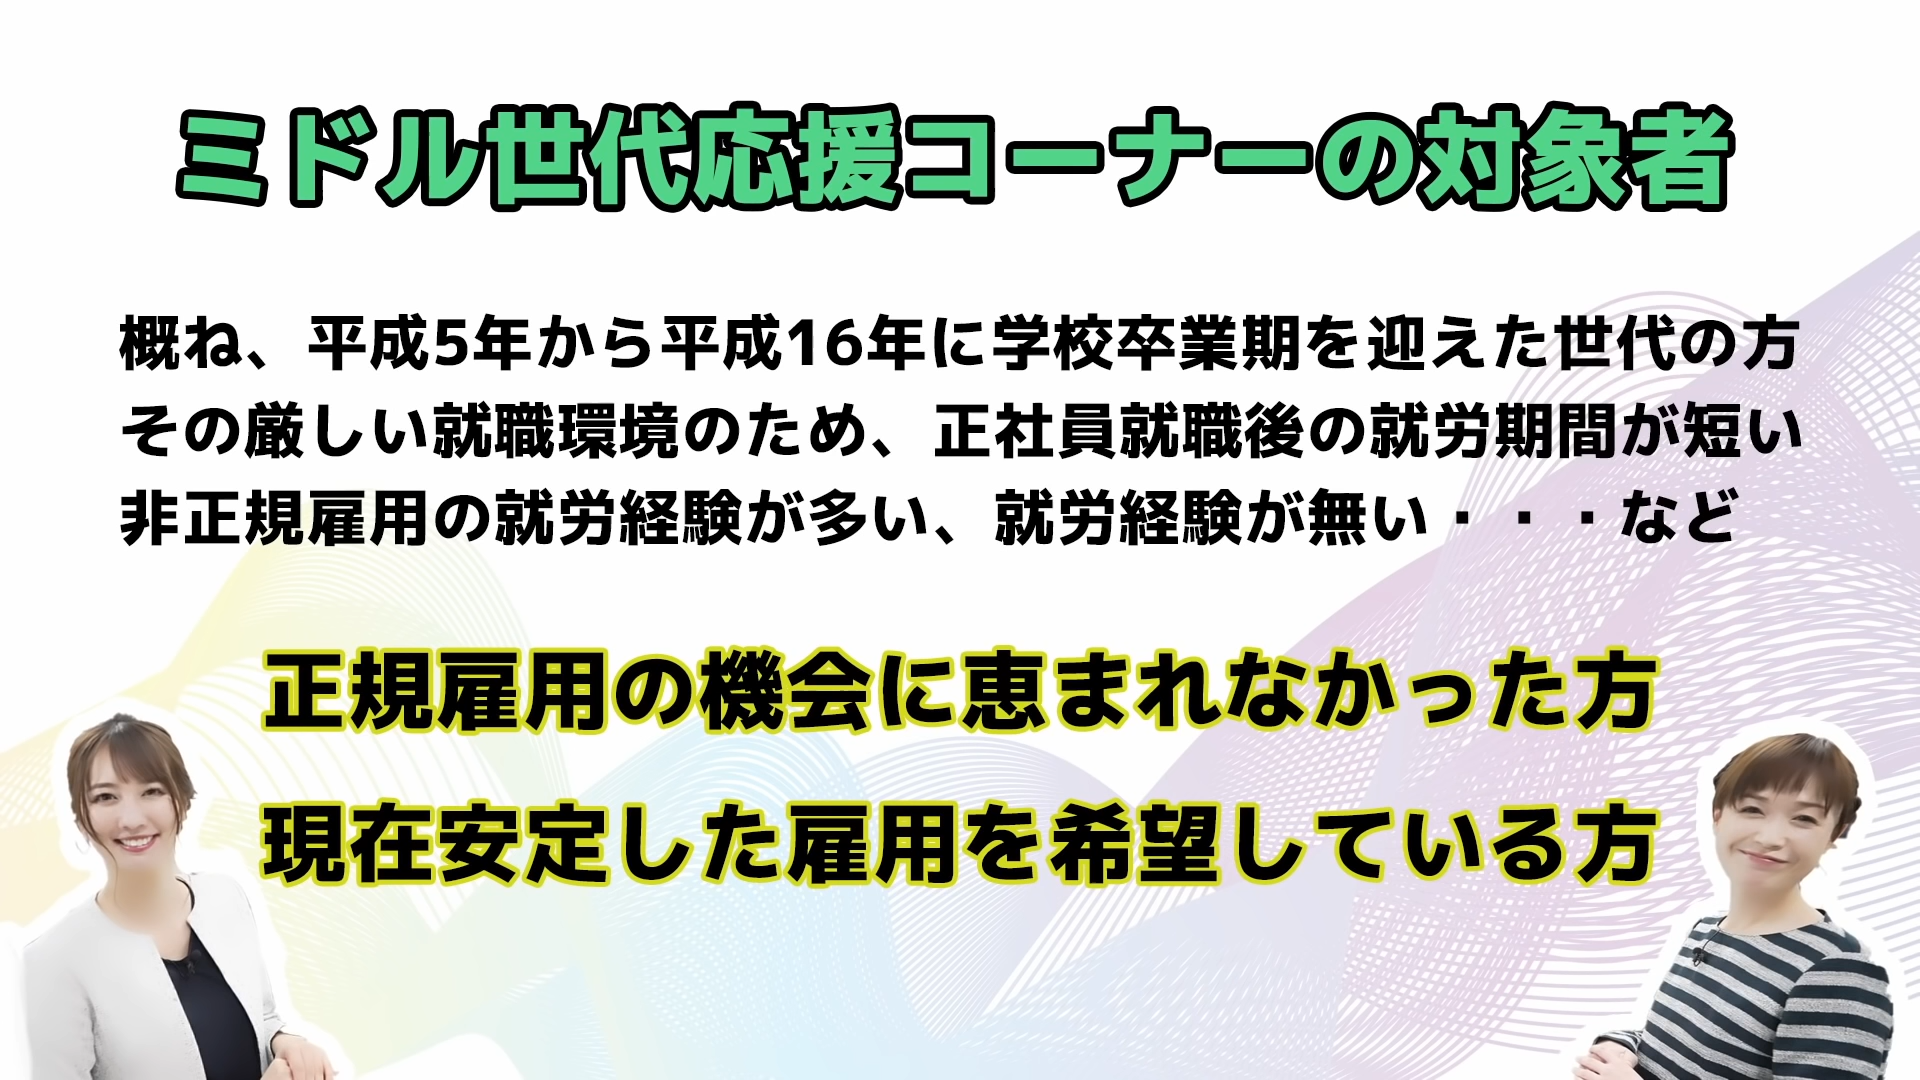 ミドル世代応援コーナーの対象者
概ね、平成5年から平成16年に学校卒業期を迎えた世代の方
その厳しい就職環境のため、正社員就職後の就労期間が短い
非正規雇用の就労経験が多い、就労経験が無い・・・など
正規雇用の機会に恵まれなかった方
現在安定した雇用を希望している方